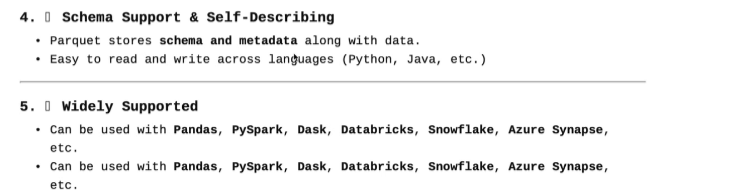 4. ▯ Schema Support & Self-Describing
• Parquet stores schema and metadata along with data.
• Easy to read and write across languages (Python, Java, etc.)
5. ▯ Widely Supported
• Can be used with Pandas, PySpark, Dask, Databricks, Snowflake, Azure Synapse,
etc.
• Can be used with Pandas, PySpark, Dask, Databricks, Snowflake, Azure Synapse,
etc.